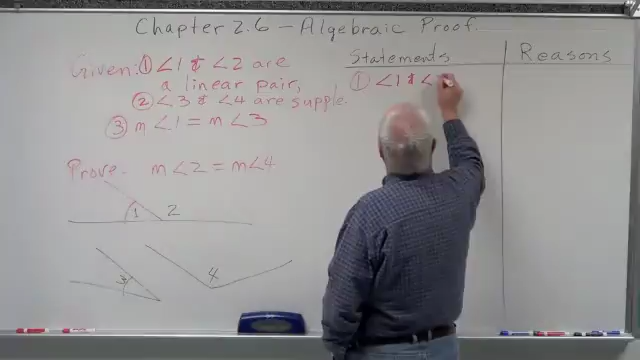 Chapter 2.6 - Algebraic Proof
Given: ① ∠1 & ∠2 are
a linear pair,
② ∠3 & ∠4 are supple.
③ m∠1 = m∠3
Prove: m∠2 = m∠4
1 2
3 4
Statements Reasons
① ∠1 & ∠